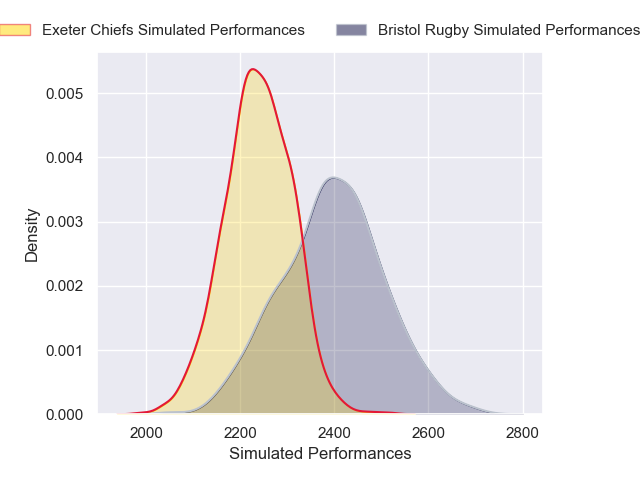 Exeter Chiefs Simulated Performances
Bristol Rugby Simulated Performances
0.005
0.004
0.003
0.002
0.001
0.000
Density
2000
2200
2400
2600
2800
Simulated Performances